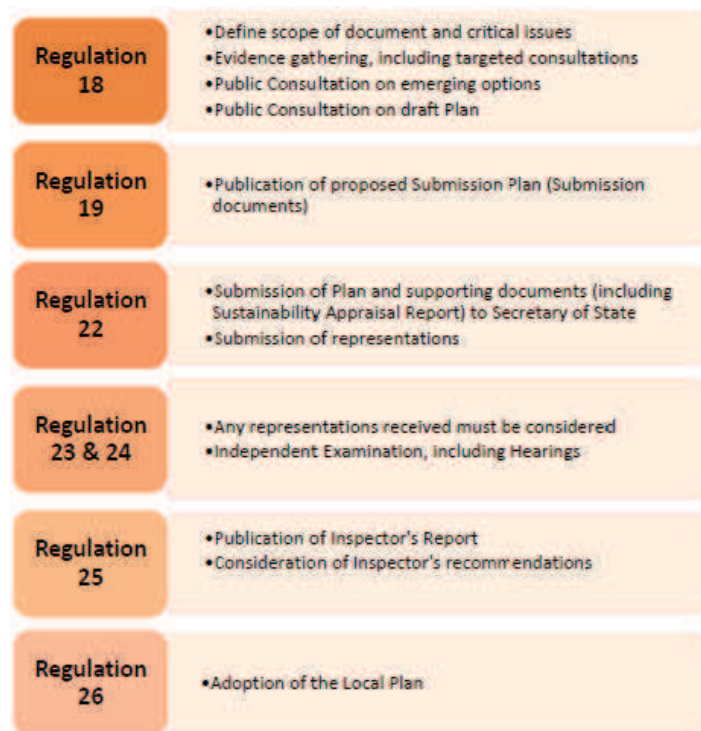 Regulation
18
•Define scope of document and critical issues
•Evidence gathering, including targeted consultations
•Public Consultation on emerging options
•Public Consultation on draft Plan
Regulation
19
•Publication of proposed Submission Plan (Submission
documents)
Regulation
22
•Submission of Plan and supporting documents (including
Sustainability Appraisal Report) to Secretary of State
•Submission of representations
Regulation
23 & 24
•Any representations received must be considered
•Independent Examination, including Hearings
Regulation
25
•Publication of Inspector's Report
•Consideration of Inspector's recommendations
Regulation
26
•Adoption of the Local Plan